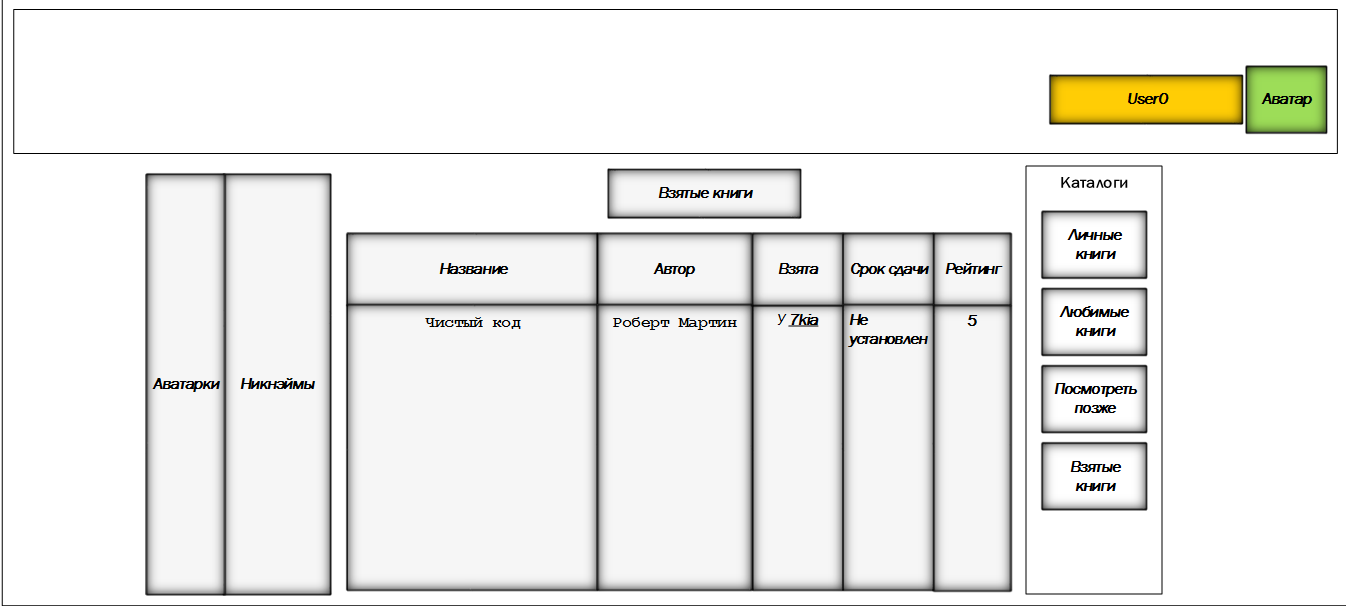 User0
Аватар
Взятые книги
Каталоги
Личные
книги
Любимые
книги
Посмотреть
позже
Взятые
книги
Аватарки
Никнэймы
Название
Автор
Взята
Срок сдачи
Рейтинг
Чистый код
Роберт Мартин
У 7kia
Не
установлен
5